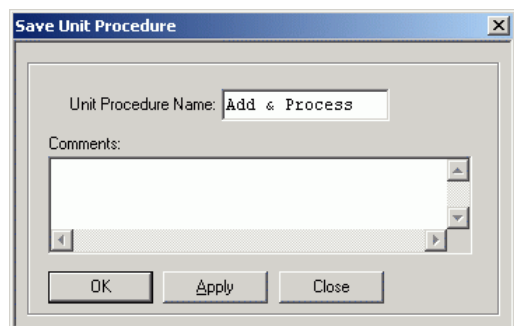 Save Unit Procedure
Unit Procedure Name: Add & Process
Comments:
OK Apply Close